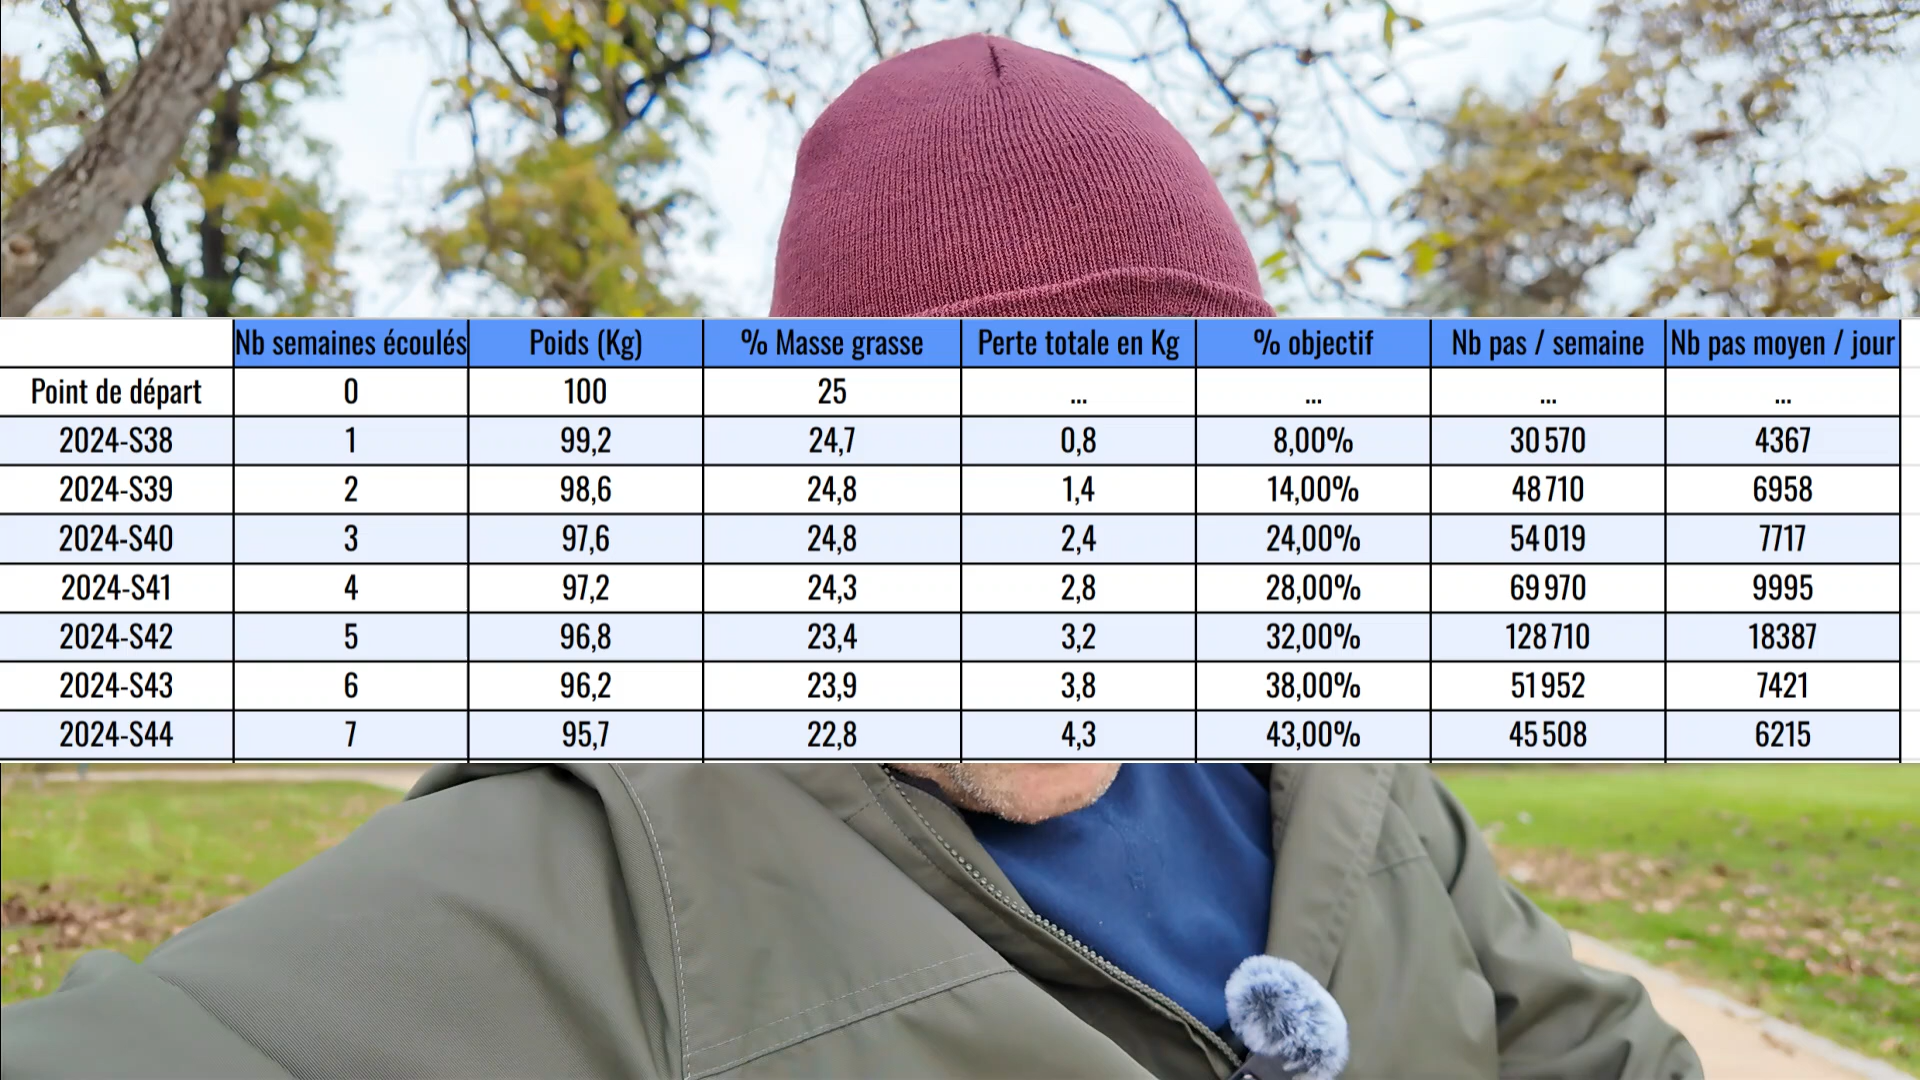 Nb semaines écoulés Poids (Kg) % Masse grasse Perte totale en Kg % objectif Nb pas / semaine Nb pas moyen / jour
Point de départ 0 100 25 ... ... ... ...
2024-S38 1 99,2 24,7 0,8 8,00% 30 570 4367
2024-S39 2 98,6 24,8 1,4 14,00% 48 710 6958
2024-S40 3 97,6 24,8 2,4 24,00% 54 019 7717
2024-S41 4 97,2 24,3 2,8 28,00% 69 970 9995
2024-S42 5 96,8 23,4 3,2 32,00% 128 710 18387
2024-S43 6 96,2 23,9 3,8 38,00% 51 952 7421
2024-S44 7 95,7 22,8 4,3 43,00% 45 508 6215